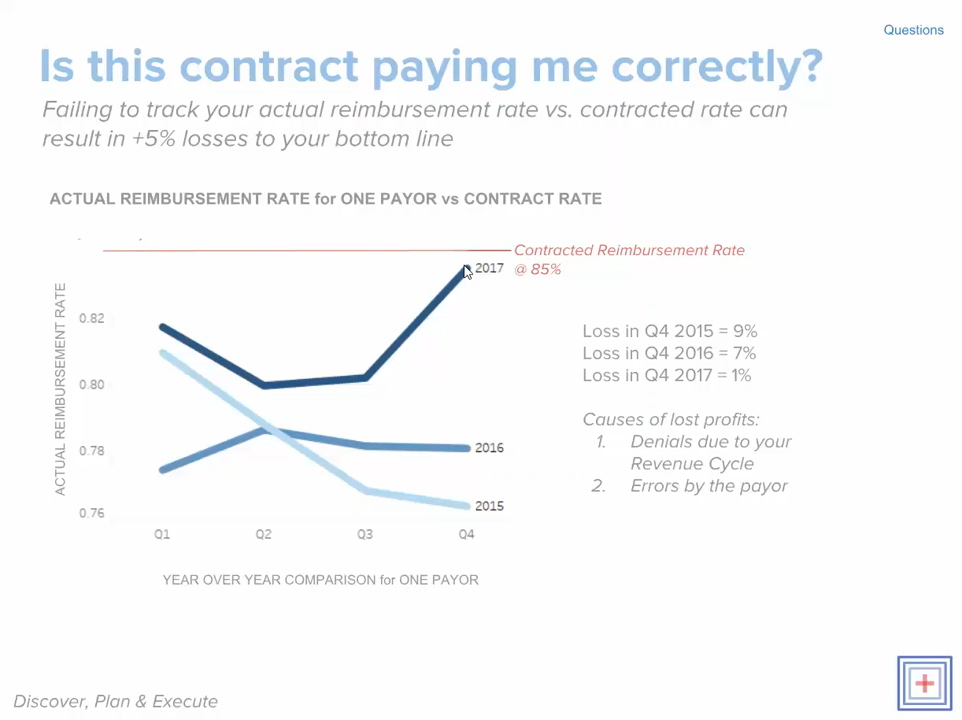 Questions
Is this contract paying me correctly?
Failing to track your actual reimbursement rate vs. contracted rate can
result in +5% losses to your bottom line
ACTUAL REIMBURSEMENT RATE for ONE PAYOR vs CONTRACT RATE
Contracted Reimbursement Rate
@ 85%
2017
ACTUAL REIMBURSEMENT RATE
0.82
0.80
0.78
0.76
2016
2015
Q1 Q2 Q3 Q4
YEAR OVER YEAR COMPARISON for ONE PAYOR
Loss in Q4 2015 = 9%
Loss in Q4 2016 = 7%
Loss in Q4 2017 = 1%
Causes of lost profits:
1. Denials due to your
Revenue Cycle
2. Errors by the payor
Discover, Plan & Execute